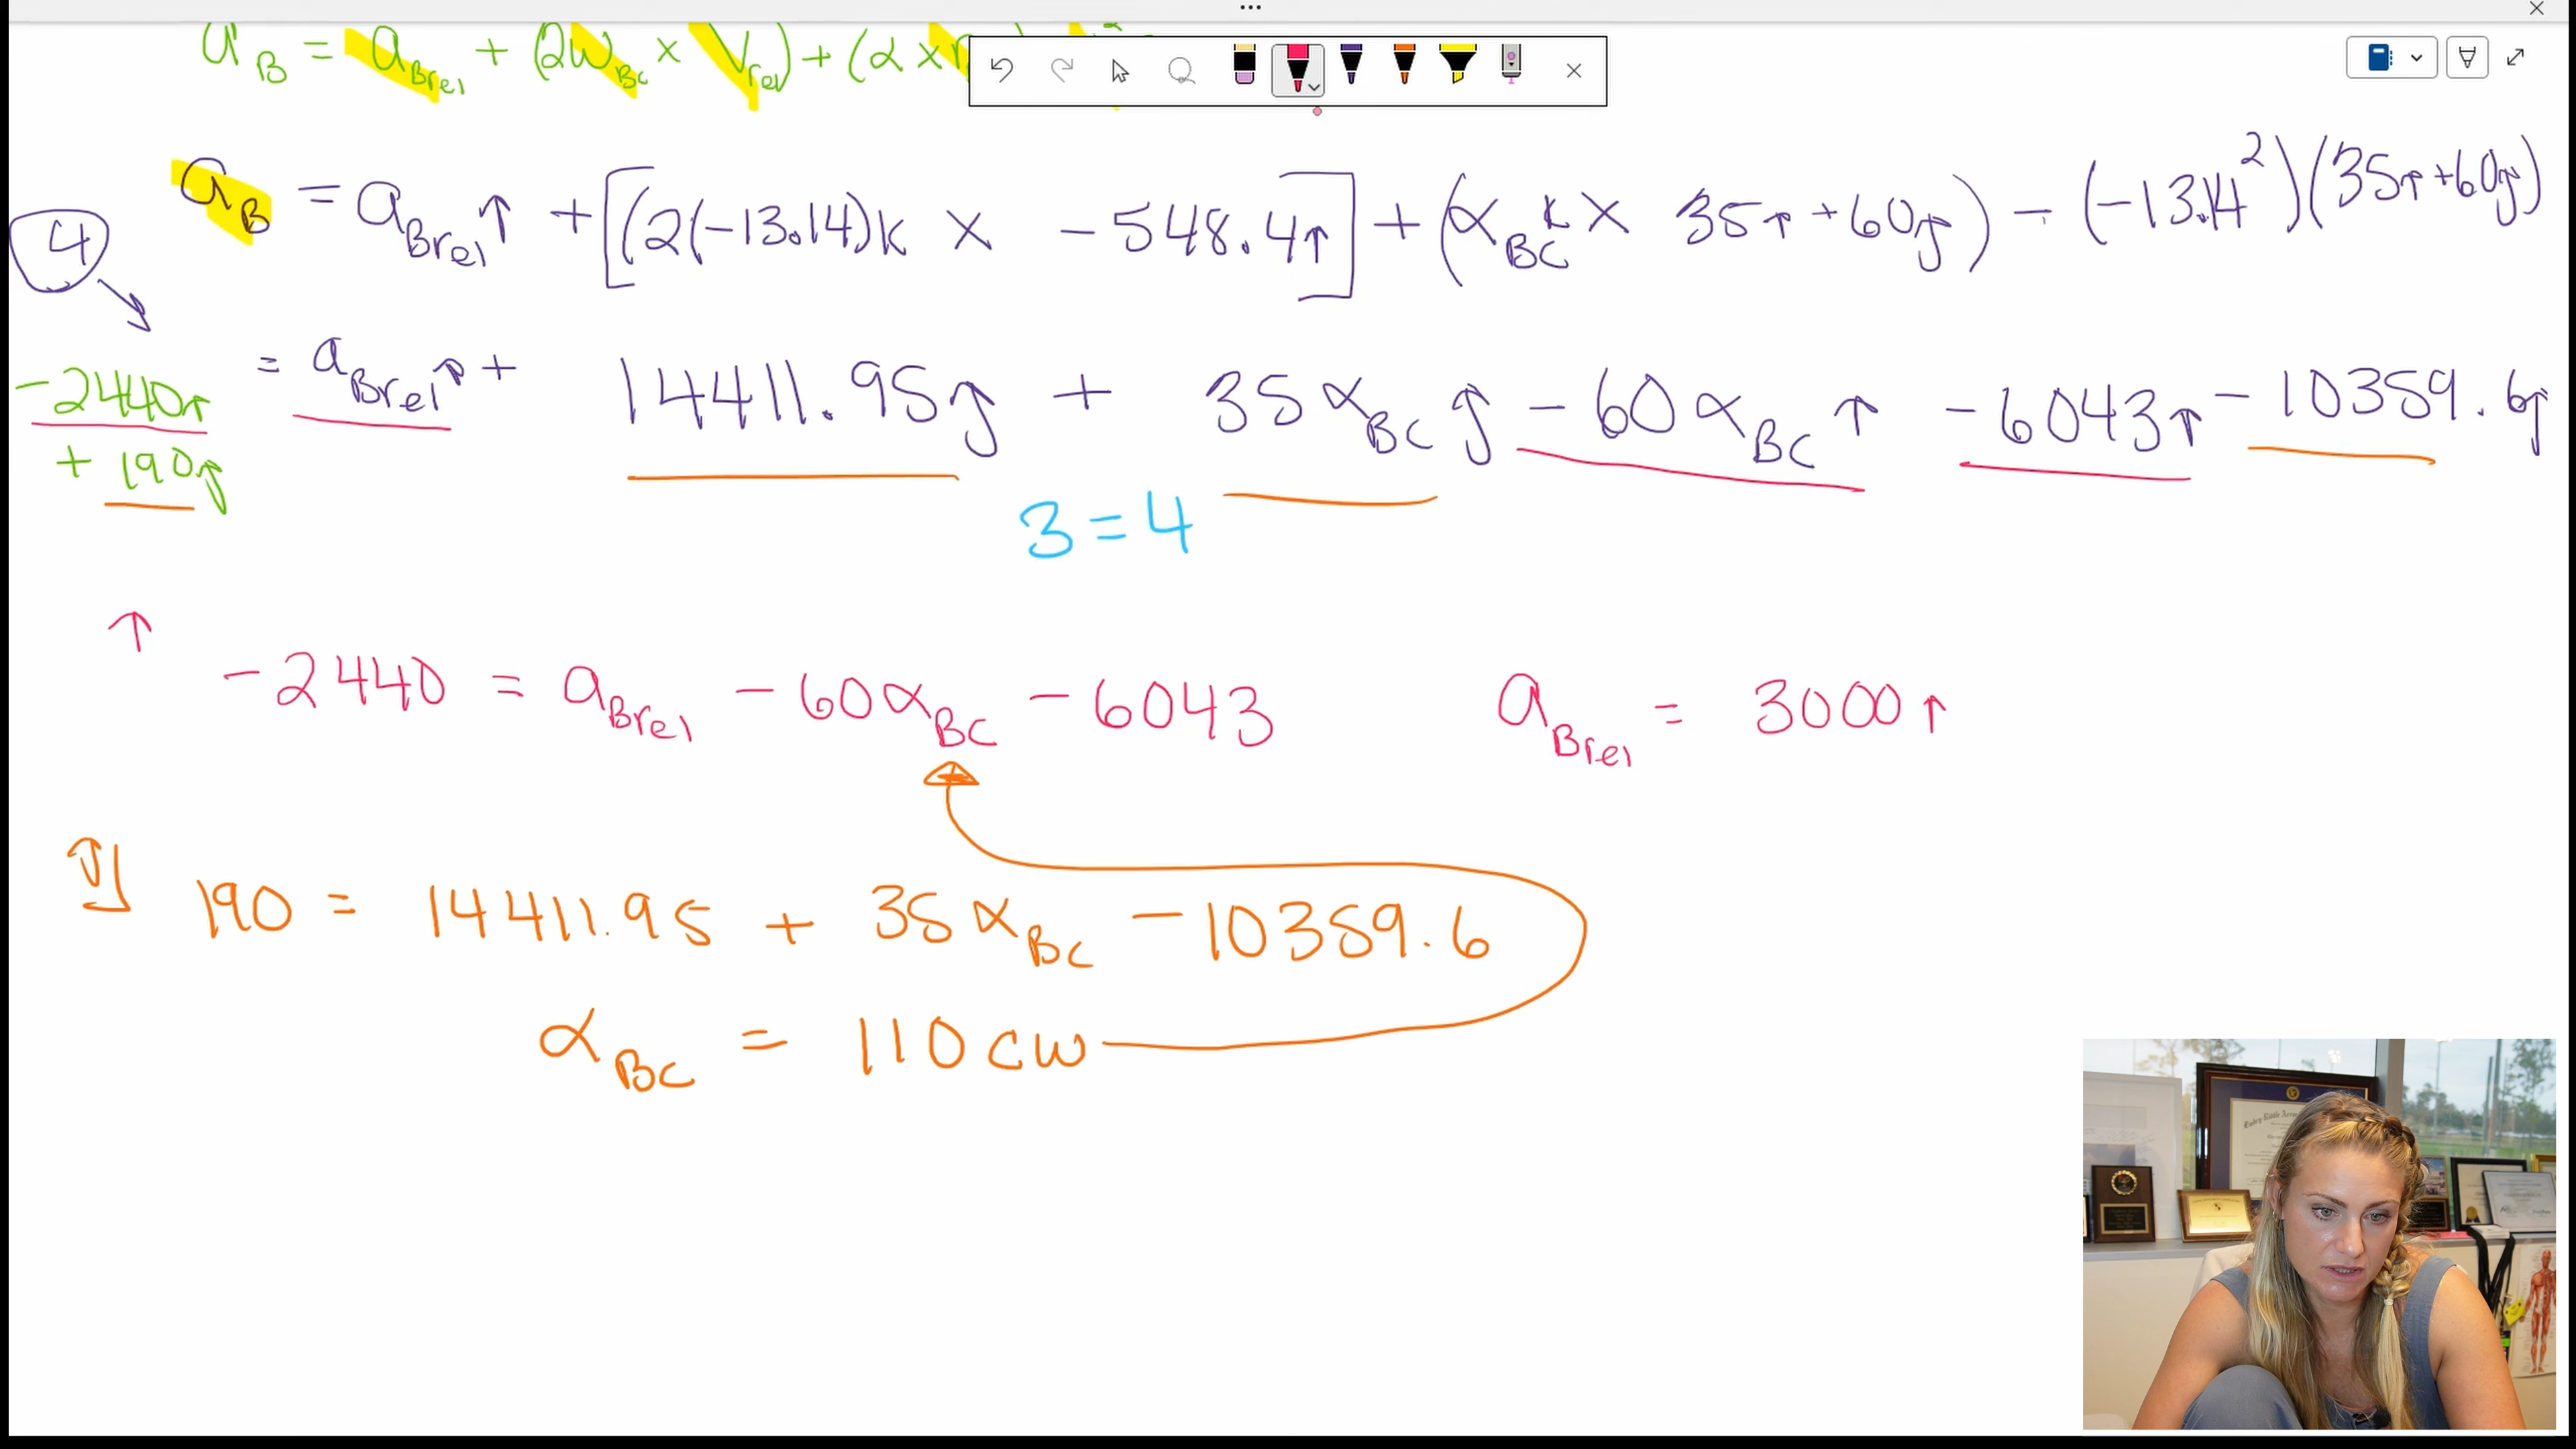 a_B = a_Brel + (2ω_BC × V_rel) + (α ×
a_B = a_Brel î + [(2(-13.14)k × -548.4î] + (α_BC k × 35î + 60ĵ) - (-13.14²)(35î + 60ĵ)
4
-2440î + 190ĵ = a_Brel î + 14411.95ĵ + 35α_BC ĵ - 60α_BC î - 6043î - 10359.6ĵ
3 = 4
î
-2440 = a_Brel - 60α_BC - 6043
a_Brel = 3000î
ĵ
190 = 14411.95 + 35α_BC - 10359.6
α_BC = 110 cw